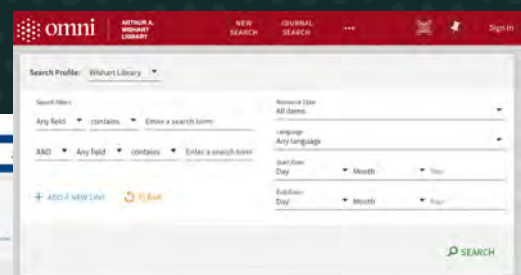 omni
ARTHUR A.
WISHART
LIBRARY
NEW
SEARCH
JOURNAL
SEARCH
...
Sign in
Search Profile: Wishart Library
Search filters
Any field contains Enter a search term
AND Any field contains Enter a search term
+ ADD A NEW LINE CLEAR
Resource Type
All items
Language
Any language
Start Date
Day Month Year
End Date
Day Month Year
SEARCH